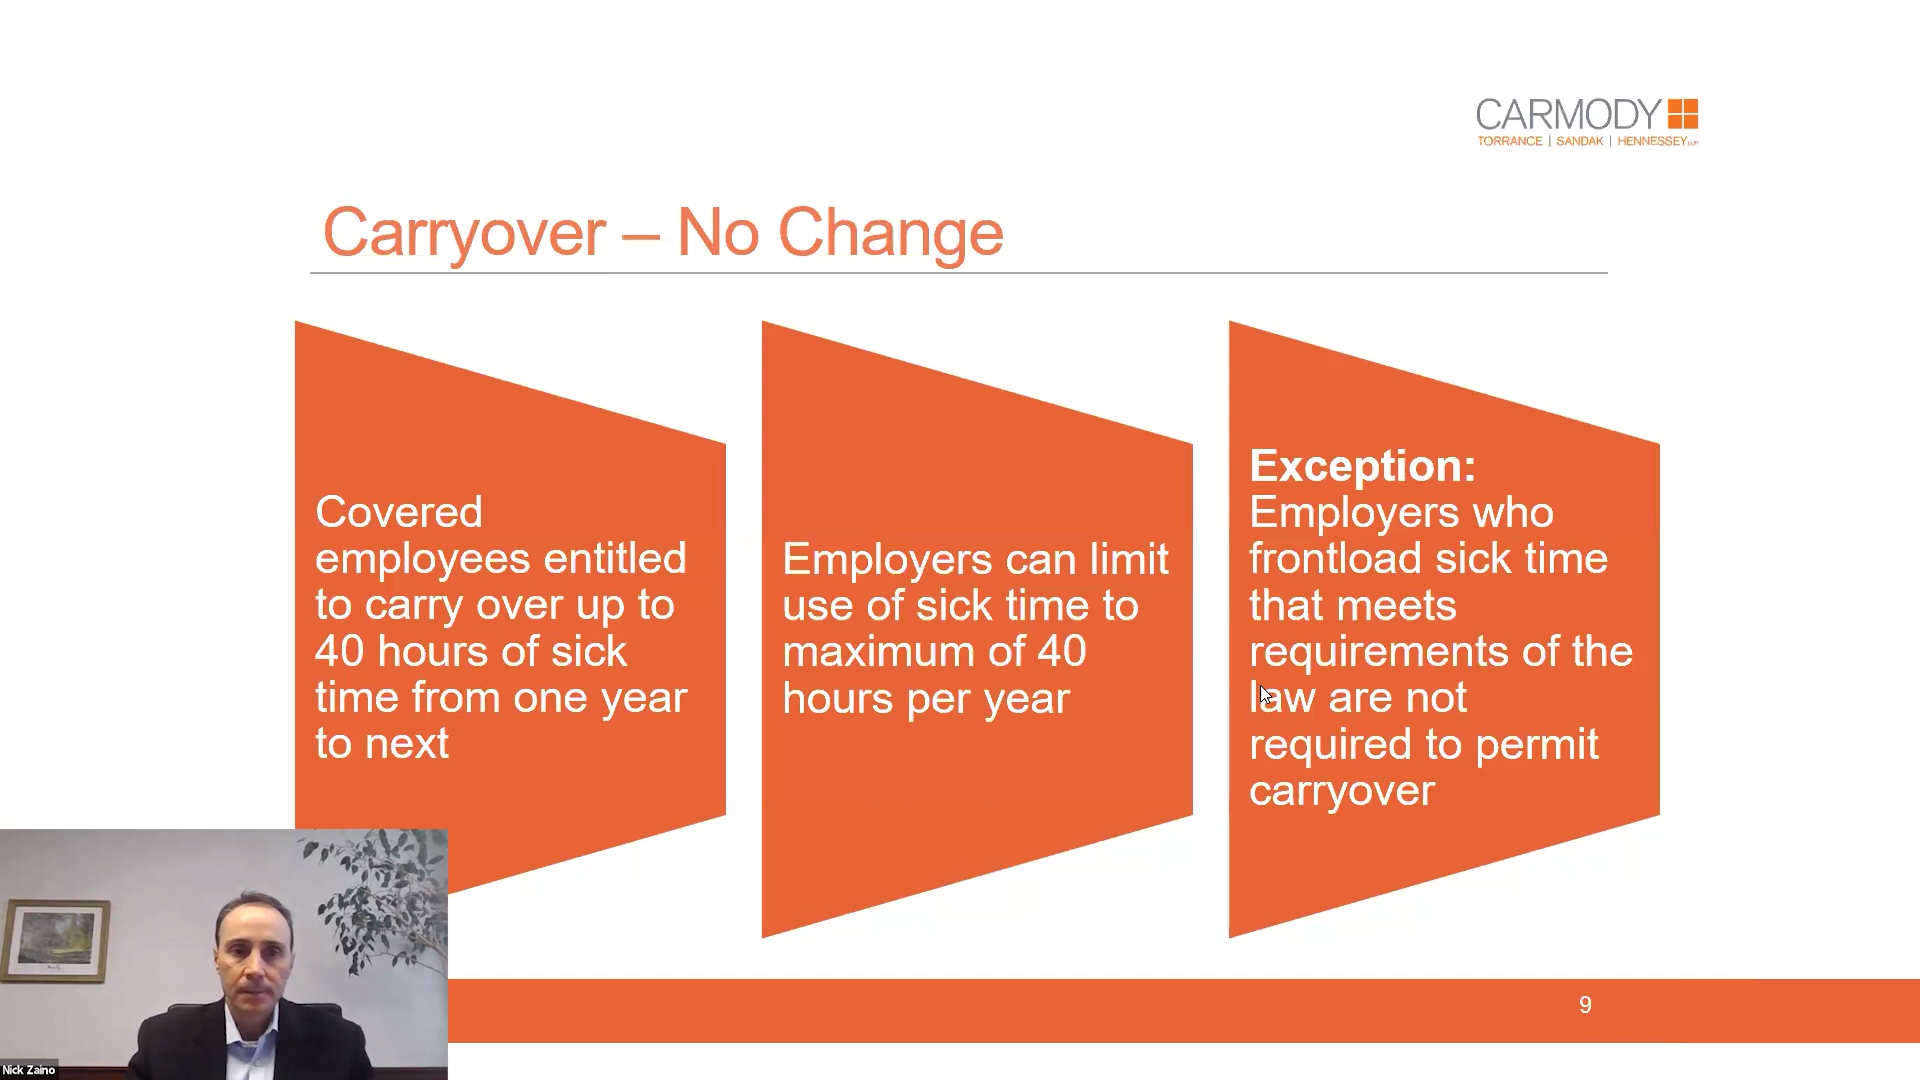 CARMODY
TORRANCE | SANDAK | HENNESSEY LLP
Carryover – No Change
Covered
employees entitled
to carry over up to
40 hours of sick
time from one year
to next
Employers can limit
use of sick time to
maximum of 40
hours per year
Exception:
Employers who
frontload sick time
that meets
requirements of the
law are not
required to permit
carryover
9
Nick Zaino